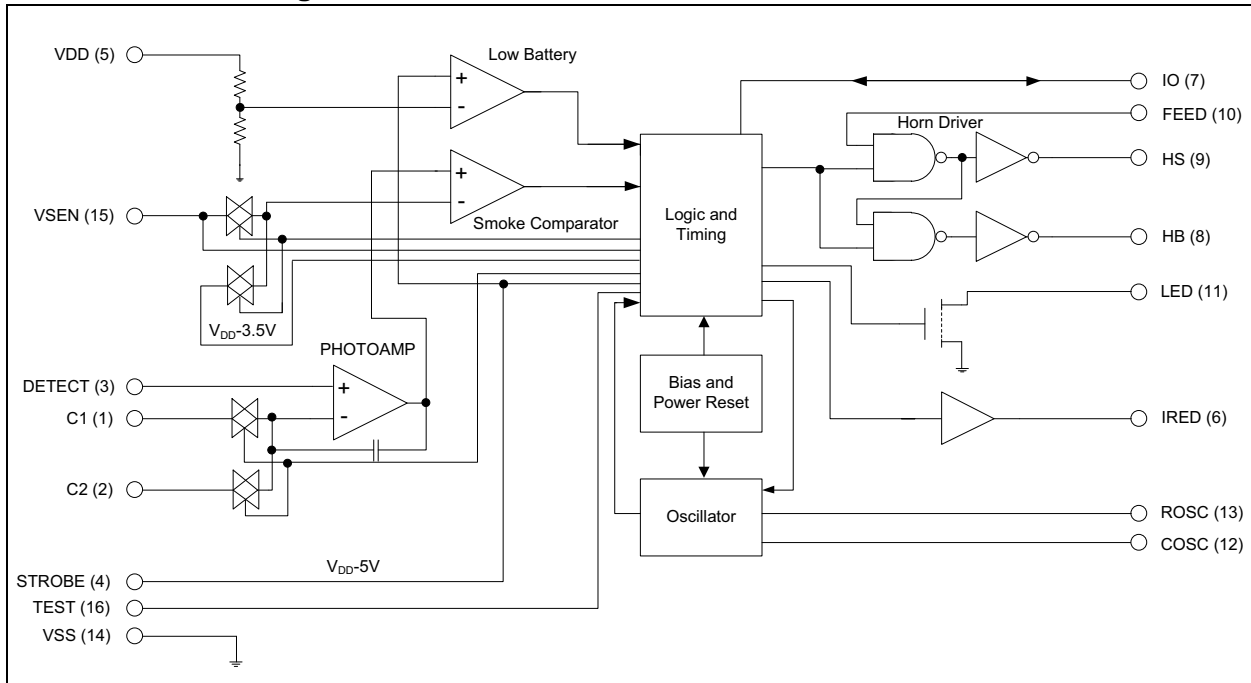 VDD (5)
Low Battery
+
-
IO (7)
FEED (10)
Horn Driver
HS (9)
+
-
VSEN (15)
Smoke Comparator
Logic and
Timing
HB (8)
LED (11)
V_DD-3.5V
PHOTOAMP
DETECT (3)
+
-
C1 (1)
Bias and
Power Reset
IRED (6)
C2 (2)
Oscillator
ROSC (13)
COSC (12)
V_DD-5V
STROBE (4)
TEST (16)
VSS (14)